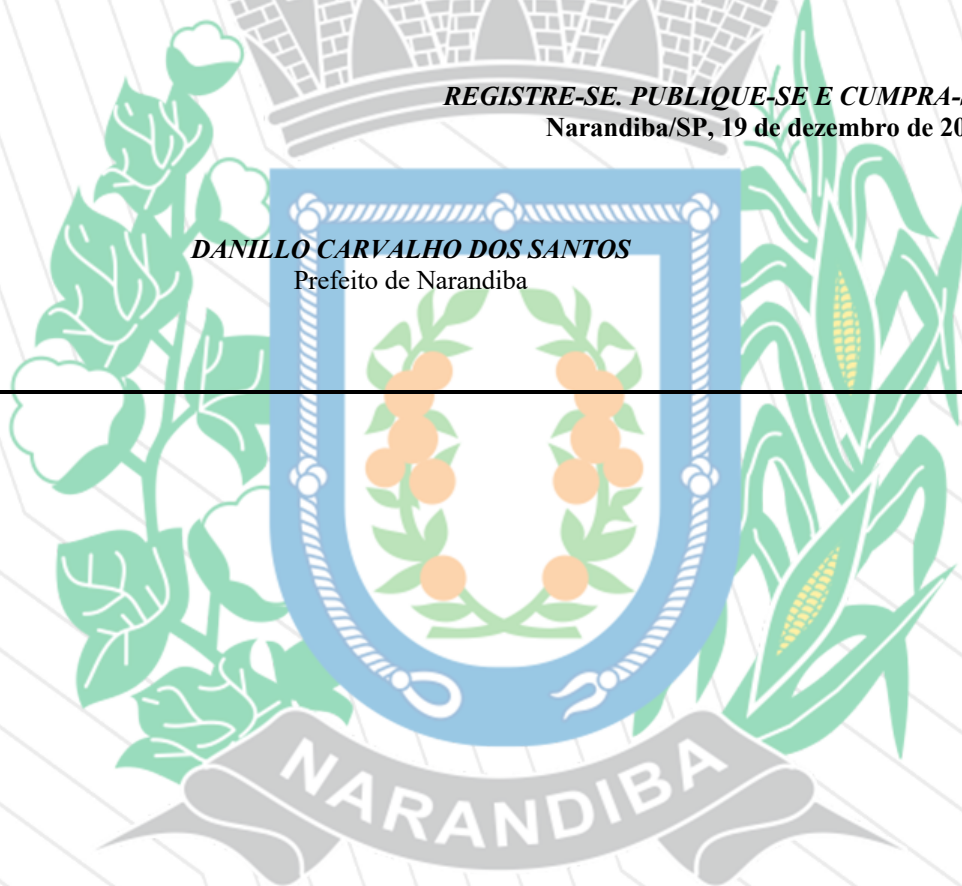 REGISTRE-SE. PUBLIQUE-SE E CUMPRA-
Narandiba/SP, 19 de dezembro de 20
DANILLO CARVALHO DOS SANTOS
Prefeito de Narandiba
NARANDIBA